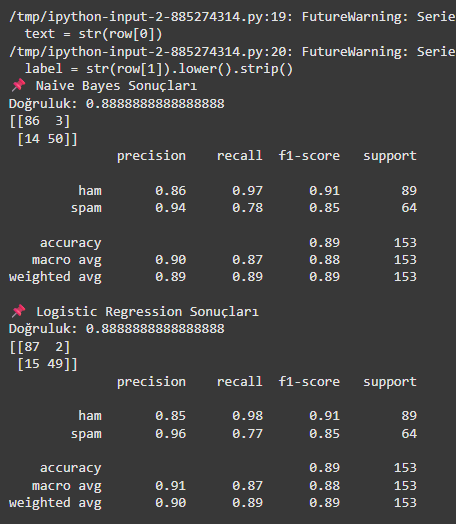 /tmp/ipython-input-2-885274314.py:19: FutureWarning: Serie
  text = str(row[0])
/tmp/ipython-input-2-885274314.py:20: FutureWarning: Serie
  label = str(row[1]).lower().strip()
📌 Naive Bayes Sonuçları
Doğruluk: 0.8888888888888888
[[86  3]
 [14 50]]
              precision    recall  f1-score   support

         ham       0.86      0.97      0.91        89
        spam       0.94      0.78      0.85        64

    accuracy                           0.89       153
   macro avg       0.90      0.87      0.88       153
weighted avg       0.89      0.89      0.89       153

📌 Logistic Regression Sonuçları
Doğruluk: 0.8888888888888888
[[87  2]
 [15 49]]
              precision    recall  f1-score   support

         ham       0.85      0.98      0.91        89
        spam       0.96      0.77      0.85        64

    accuracy                           0.89       153
   macro avg       0.91      0.87      0.88       153
weighted avg       0.90      0.89      0.89       153